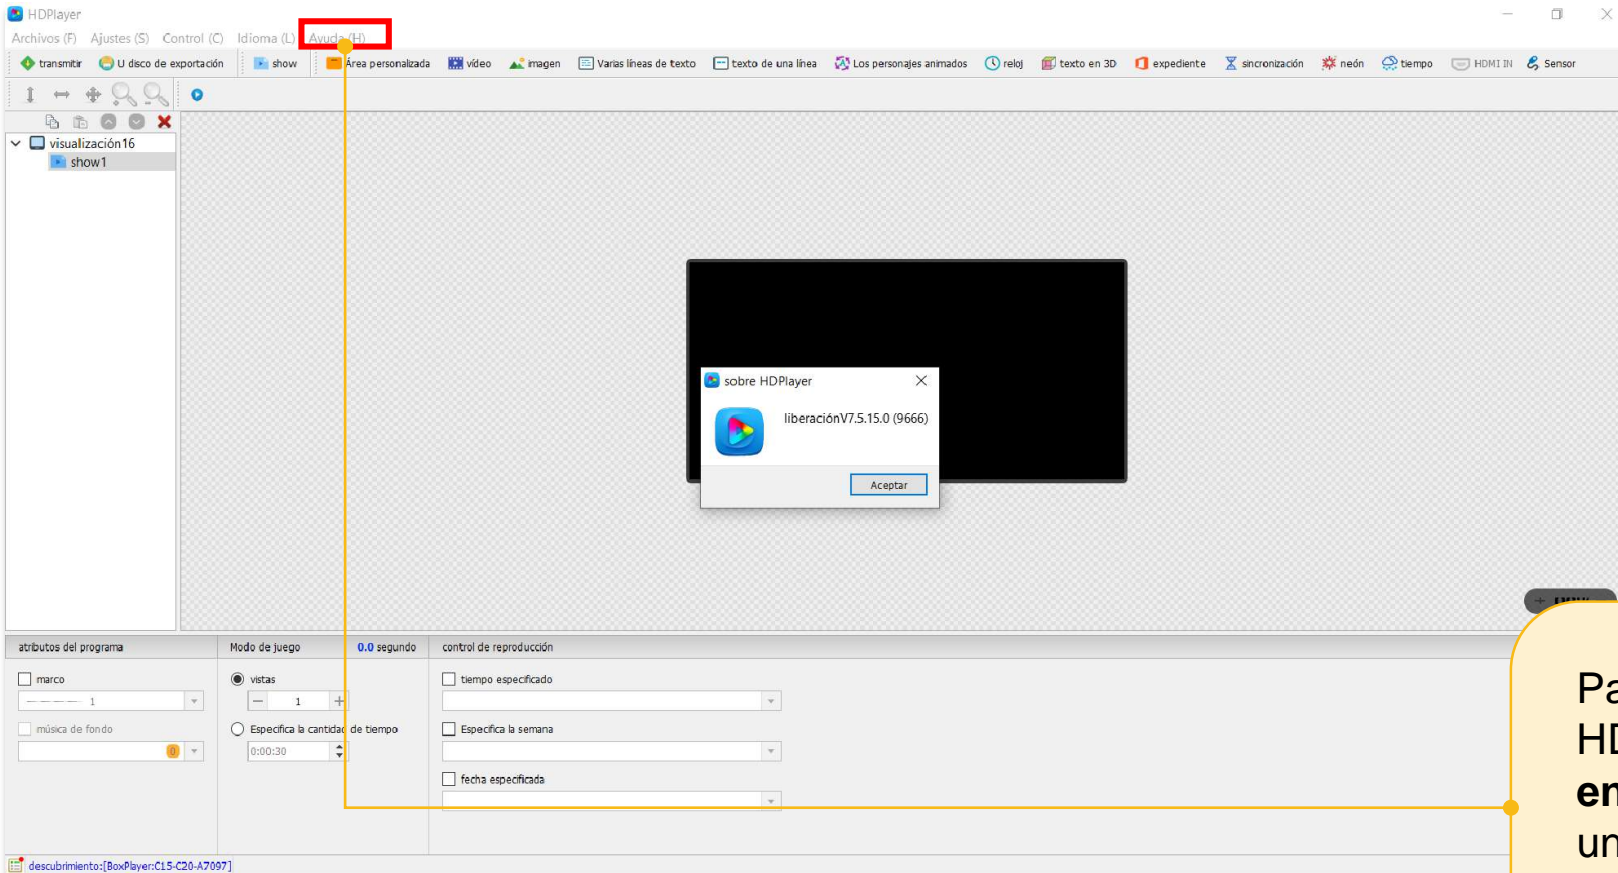 HDPlayer
Archivos (F) Ajustes (S) Control (C) Idioma (L) Ayuda (H)
transmitir U disco de exportación show Área personalizada vídeo imagen Varias líneas de texto texto de una línea Los personajes animados reloj texto en 3D expediente sincronización neón tiempo HDMI IN Sensor
visualización16
show1
sobre HDPlayer
liberaciónV7.5.15.0 (9666)
Aceptar
atributos del programa Modo de juego 0.0 segundo control de reproducción
marco vistas tiempo especificado
1 1
música de fondo Especifica la cantidad de tiempo Especifica la semana
0 0:00:30
fecha especificada
Pa
HD
en
un
descubrimiento:[BoxPlayer:C15-C20-A7097]